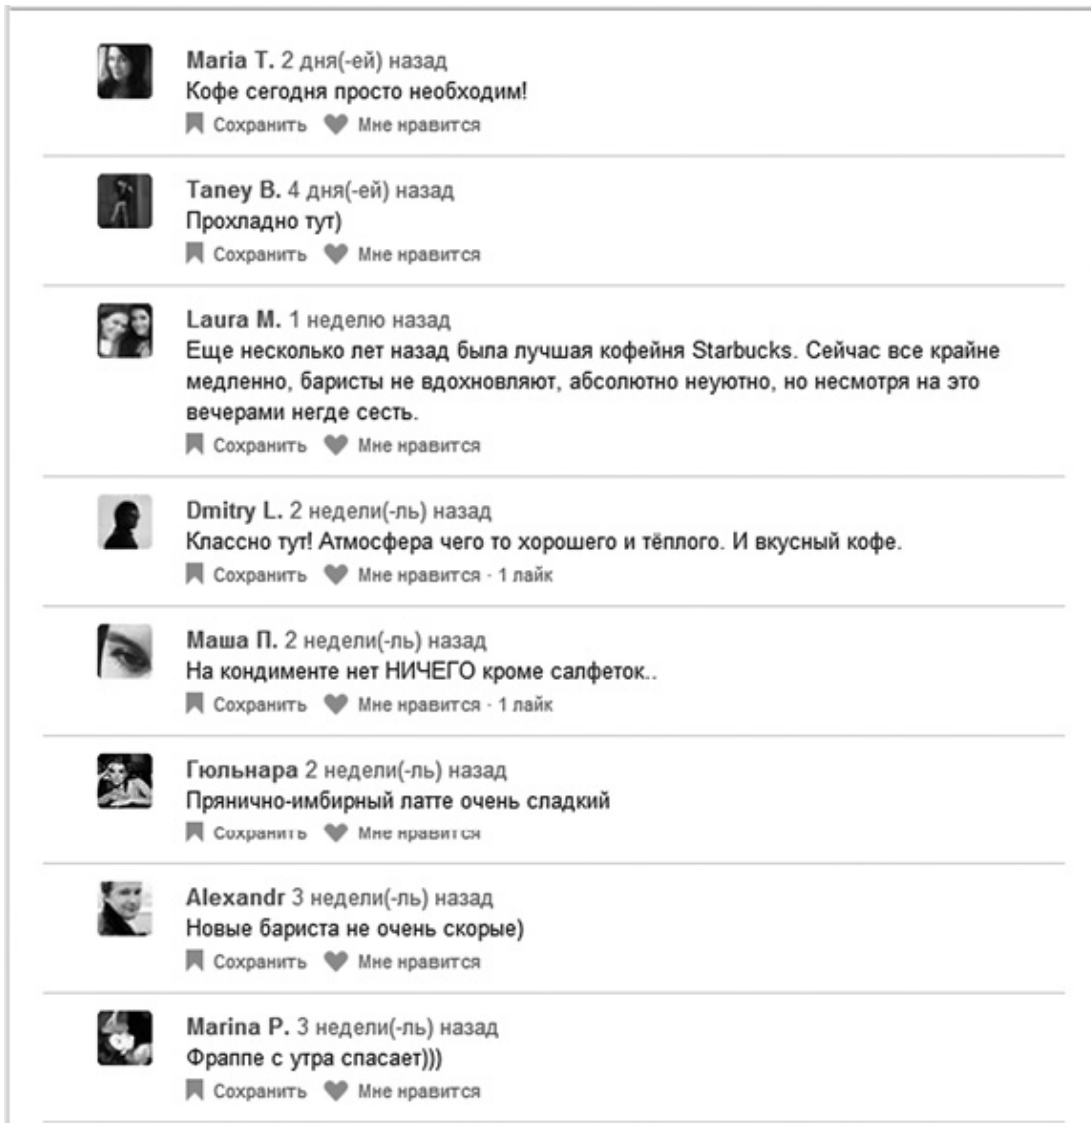 Maria T. 2 дня(-ей) назад
Кофе сегодня просто необходим!
Сохранить Мне нравится
Taney B. 4 дня(-ей) назад
Прохладно тут)
Сохранить Мне нравится
Laura M. 1 неделю назад
Еще несколько лет назад была лучшая кофейня Starbucks. Сейчас все крайне
медленно, баристы не вдохновляют, абсолютно неуютно, но несмотря на это
вечерами негде сесть.
Сохранить Мне нравится
Dmitry L. 2 недели(-ль) назад
Классно тут! Атмосфера чего то хорошего и тёплого. И вкусный кофе.
Сохранить Мне нравится · 1 лайк
Маша П. 2 недели(-ль) назад
На кондименте нет НИЧЕГО кроме салфеток..
Сохранить Мне нравится · 1 лайк
Гюльнара 2 недели(-ль) назад
Прянично-имбирный латте очень сладкий
Сохранить Мне нравится
Alexandr 3 недели(-ль) назад
Новые бариста не очень скорые)
Сохранить Мне нравится
Marina P. 3 недели(-ль) назад
Фраппе с утра спасает)))
Сохранить Мне нравится